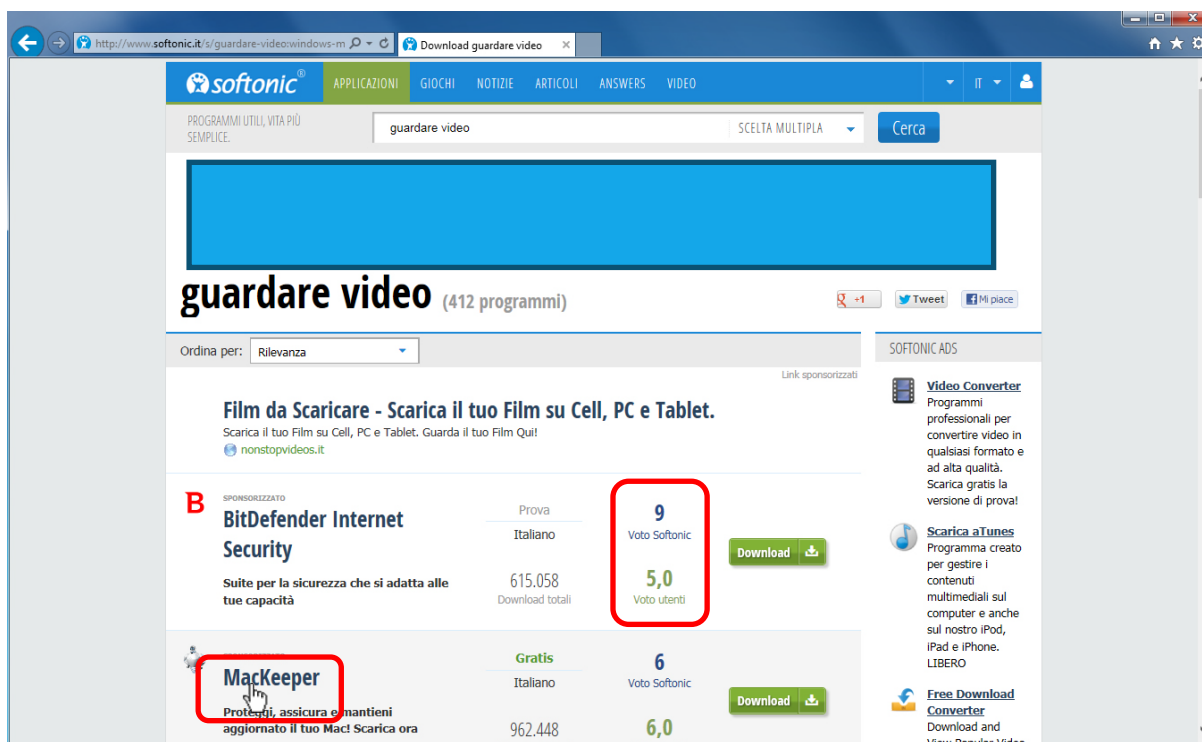 http://www.softonic.it/s/guardare-video:windows-m
Download guardare video
softonic®
APPLICAZIONI GIOCHI NOTIZIE ARTICOLI ANSWERS VIDEO
IT
PROGRAMMI UTILI, VITA PIÙ
SEMPLICE.
guardare video
SCELTA MULTIPLA
Cerca
guardare video (412 programmi)
+1
Tweet
Mi piace
Ordina per: Rilevanza
Link sponsorizzati
Film da Scaricare - Scarica il tuo Film su Cell, PC e Tablet.
Scarica il tuo Film su Cell, PC e Tablet. Guarda il tuo Film Qui!
nonstopvideos.it
B
SPONSORIZZATO
BitDefender Internet
Security
Suite per la sicurezza che si adatta alle
tue capacità
Prova
Italiano
615.058
Download totali
9
Voto Softonic
5,0
Voto utenti
Download
MacKeeper
Proteggi, assicura e mantieni
aggiornato il tuo Mac! Scarica ora
Gratis
Italiano
962.448
6
Voto Softonic
6,0
Download
SOFTONIC ADS
Video Converter
Programmi
professionali per
convertire video in
qualsiasi formato e
ad alta qualità.
Scarica gratis la
versione di prova!
Scarica aTunes
Programma creato
per gestire i
contenuti
multimediali sul
computer e anche
sul nostro iPod,
iPad e iPhone.
LIBERO
Free Download
Converter
Download and
View Popular Video